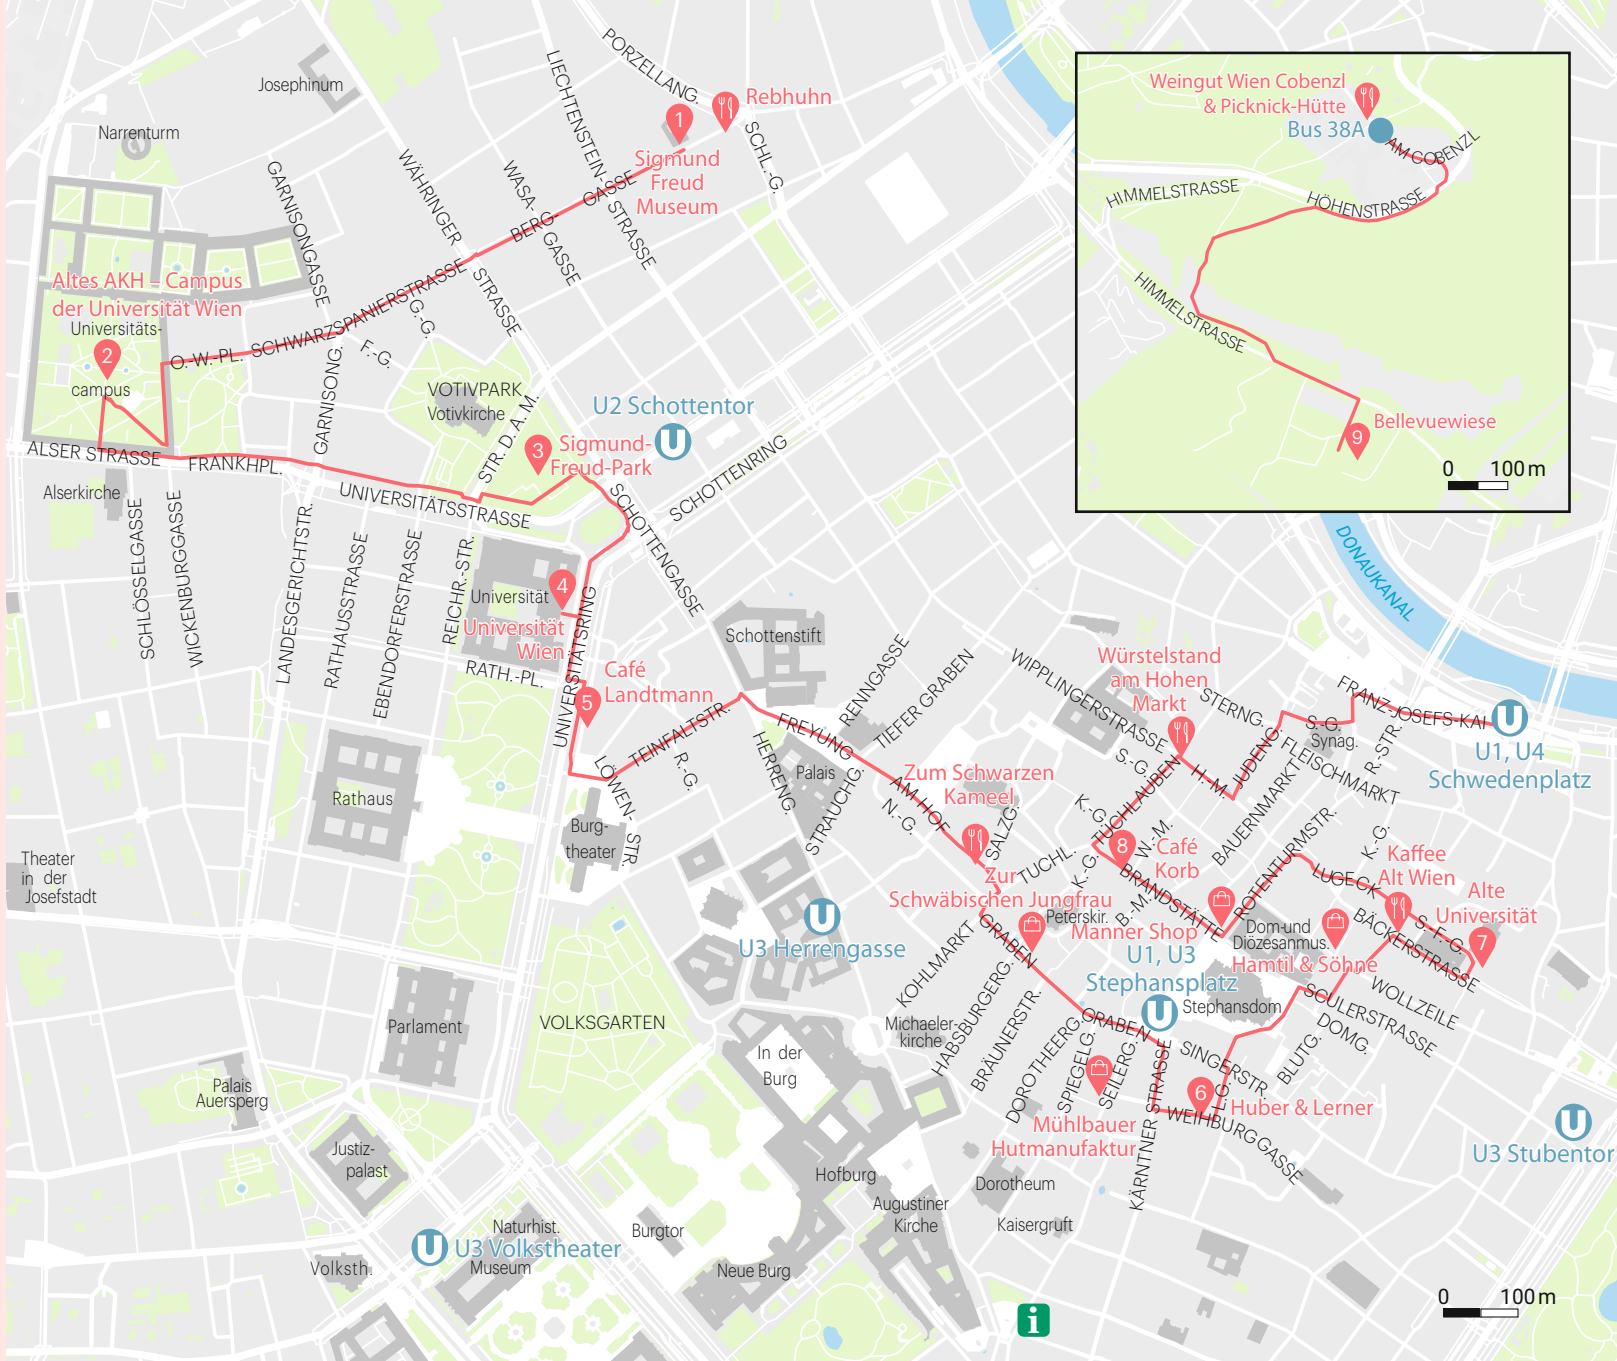 PORZELLANG.
Rebhuhn
1
Sigmund
Freud
Museum
Josephinum
Narrenturm
LIECHTENSTEIN-
STRASSE
SCHL.-G.
WÄHRINGER
STRASSE
WASA-
GASSE
G.-G.
GARNISONGASSE
BERG-
GASSE
Altes AKH – Campus
der Universität Wien
Universitäts-
2
campus
O.-W.-PL.
SCHWARZSPANIERSTRASSE
F.-G.
GARNISONG.
VOTIVPARK
Votivkirche
STR. D. A. M.
U2 Schottentor
3
Sigmund-
Freud-Park
ALSER STRASSE
FRANKHPL.
UNIVERSITÄTSSTRASSE
SCHOTTENRING
SCHOTTENGASSE
Alserkirche
SCHLÖSSELGASSE
WICKENBURGGASSE
LANDESGERICHTSTR.
RATHAUSSTRASSE
EBENDORFERSTRASSE
REICHR.-STR.
4
Universität
Universität
Wien
UNIVERSITÄTSRING
RATH.-PL.
5
Café
Landtmann
Schottenstift
TEINFALTSTR.
LÖWEN-
STR.
R.-G.
HERRENG.
FREYUNG
RENNGASSE
TIEFER GRABEN
Palais
STRAUCHG.
AM HOF
N.-G.
Rathaus
Burg-
theater
Theater
in der
Josefstadt
U3 Herrengasse
Parlament
VOLKSGARTEN
Palais
Auersperg
Justiz-
palast
In der
Burg
Hofburg
Michaeler-
kirche
Augustiner
Kirche
Burgtor
Neue Burg
Naturhist.
Museum
U3 Volkstheater
Volksth.
Weingut Wien Cobenzl
& Picknick-Hütte
Bus 38A
AM COBENZL
HIMMELSTRASSE
HÖHENSTRASSE
HIMMELSTRASSE
Bellevuewiese
9
0 100 m
DONAUKANAL
Würstelstand
am Hohen
Markt
WIPPLINGERSTRASSE
STERNG.
FRANZ-JOSEFS-KAI
S.-G.
Synag.
R.-STR.
U1, U4
Schwedenplatz
FLEISCHMARKT
JUDENG.
H.-M.
S.-G.
BAUERNMARKT
Zum Schwarzen
Kameel
SALZG.
K.-G.
TUCHLAUBEN
W.-M.
8
Café
Korb
ROTENTURMSTR.
K.-G.
Kaffee
Alt Wien
LUGECK
Alte
Universität
7
TUCHL.
K.-G.
Zur
Schwäbischen Jungfrau
BRANDSTÄTTE
B.-M.
Peterskir.
Manner Shop
Dom- und
Diözesanmus.
Hamtil & Söhne
BÄCKERSTRASSE
S.-F.-G.
KOHLMARKT
GRABEN
U1, U3
Stephansplatz
Stephansdom
WOLLZEILE
SCULERSTRASSE
DOMG.
BLUTG.
HABSBURGERG.
BRÄUNERSTR.
DOROTHEERG.
GRABEN
SPIEGELG.
SEILERG.
SINGERSTR.
6
L.-G.
Huber & Lerner
WEIHBURGGASSE
Mühlbauer
Hutmanufaktur
KÄRNTNER STRASSE
Dorotheum
Kaisergruft
U3 Stubentor
i
0 100 m